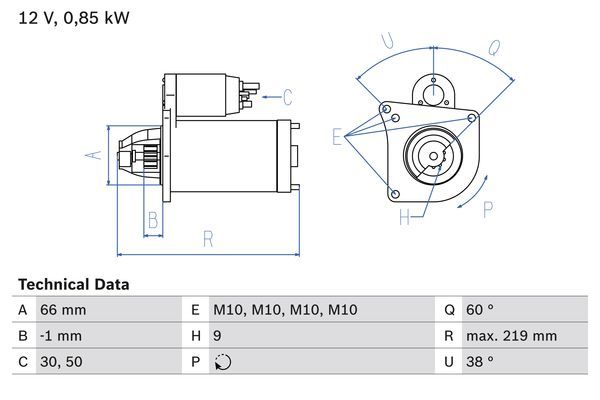 12 V, 0,85 kW
U
Q
C
E
A
B
R
H
P
Technical Data
A 66 mm E M10, M10, M10, M10 Q 60 °
B -1 mm H 9 R max. 219 mm
C 30, 50 P U 38 °